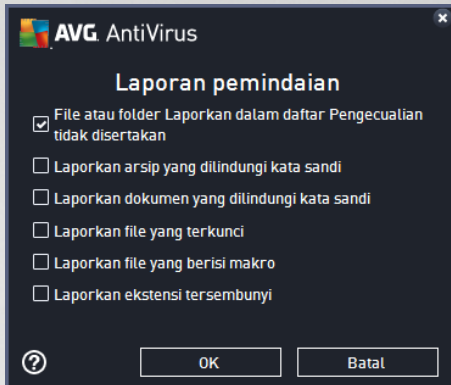 AVG. AntiVirus
Laporan pemindaian
File atau folder Laporkan dalam daftar Pengecualian
tidak disertakan
Laporkan arsip yang dilindungi kata sandi
Laporkan dokumen yang dilindungi kata sandi
Laporkan file yang terkunci
Laporkan file yang berisi makro
Laporkan ekstensi tersembunyi
OK
Batal